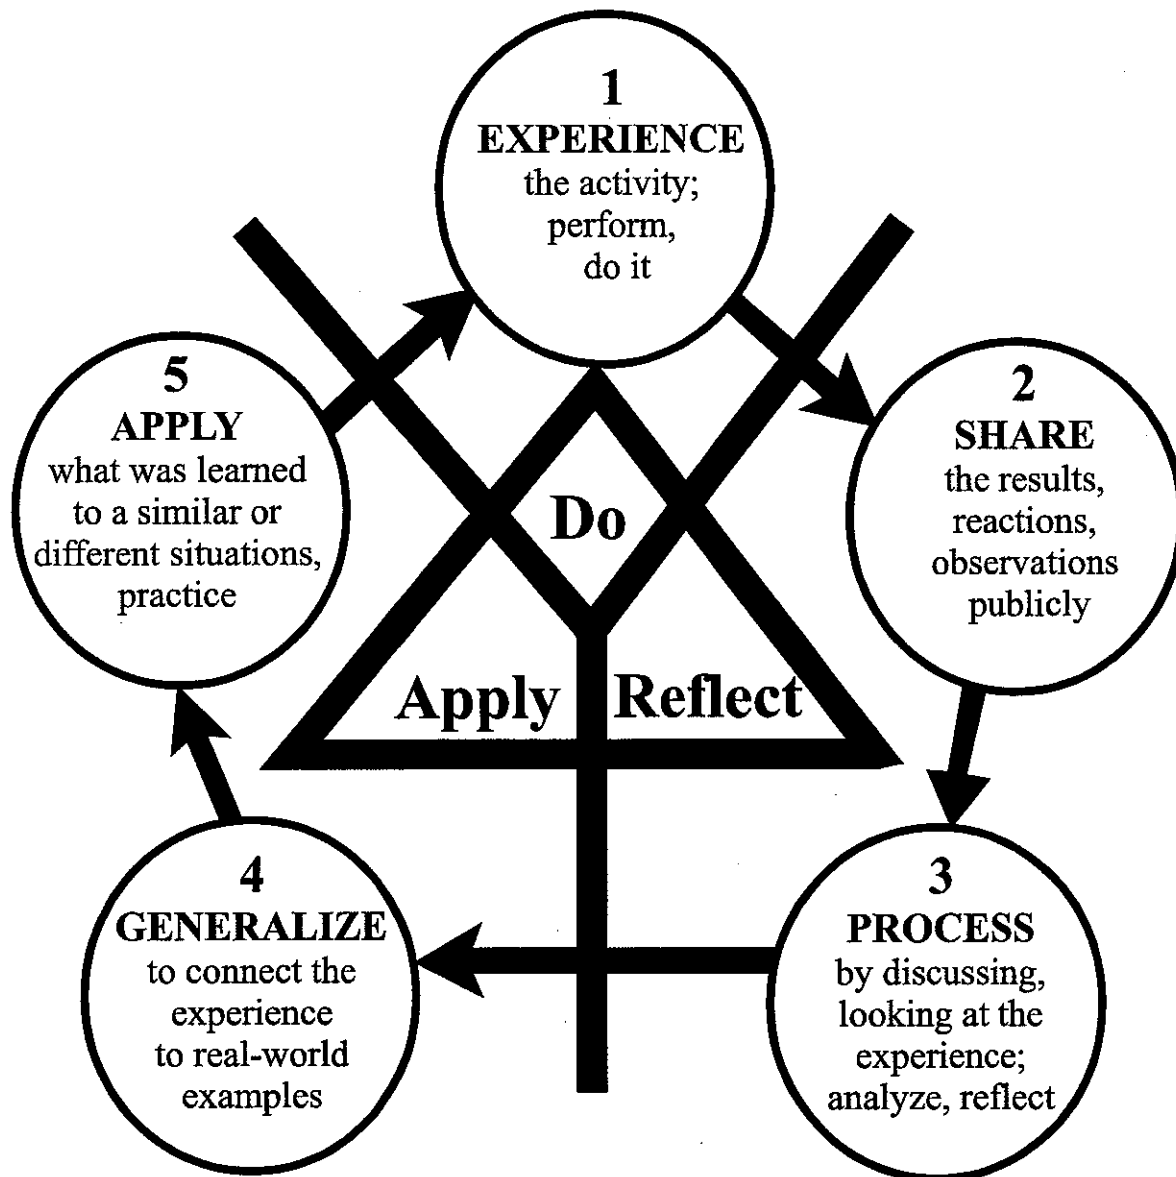 1
EXPERIENCE
the activity;
perform,
do it
2
SHARE
the results,
reactions,
observations
publicly
3
PROCESS
by discussing,
looking at the
experience;
analyze, reflect
4
GENERALIZE
to connect the
experience
to real-world
examples
5
APPLY
what was learned
to a similar or
different situations,
practice
Do
Apply
Reflect